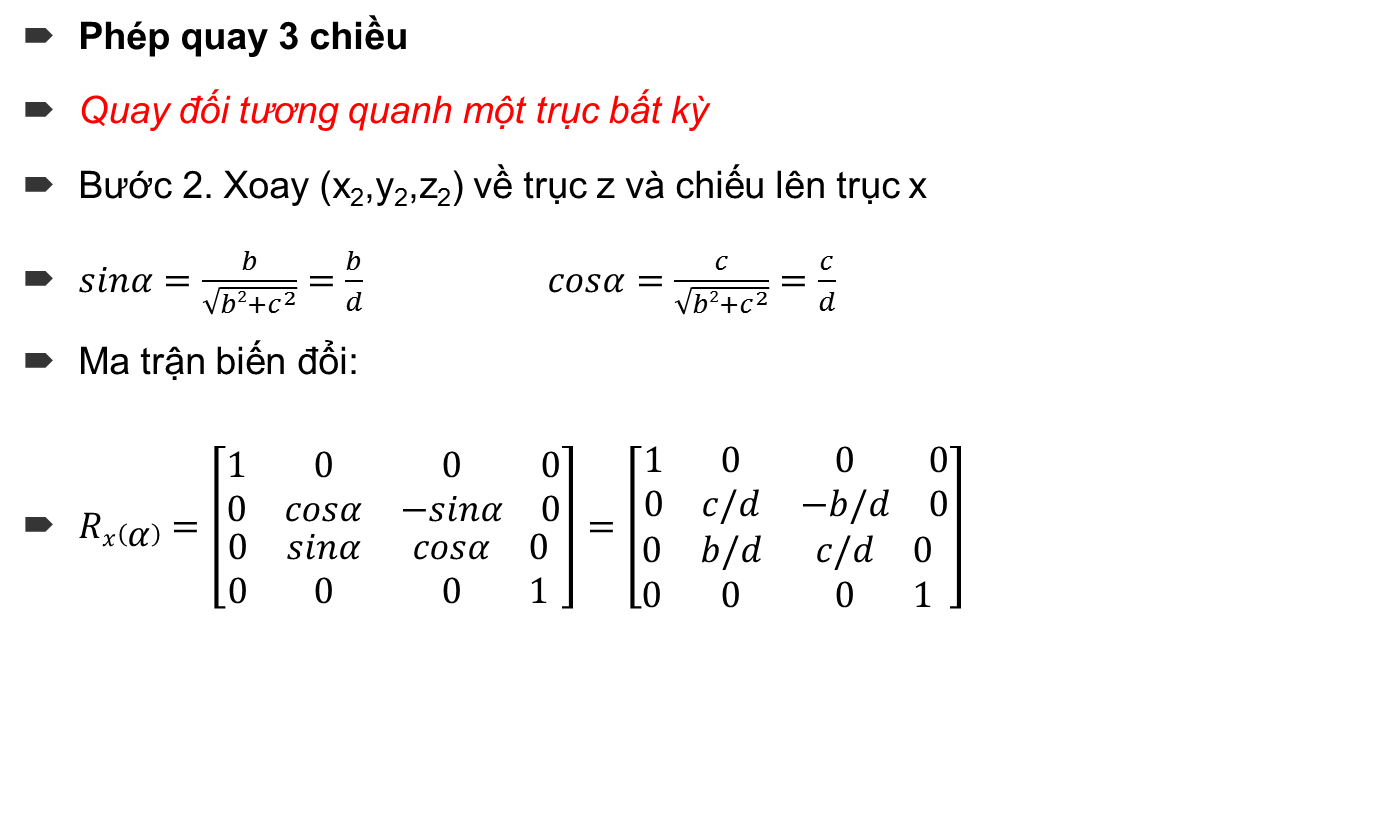 Phép quay 3 chiều
Quay đối tương quanh một trục bất kỳ
Bước 2. Xoay (x₂,y₂,z₂) về trục z và chiếu lên trục x
sinα = b/√(b²+c²) = b/d    cosα = c/√(b²+c²) = c/d
Ma trận biến đổi:
R_x(α) = [1 0 0 0; 0 cosα −sinα 0; 0 sinα cosα 0; 0 0 0 1] = [1 0 0 0; 0 c/d −b/d 0; 0 b/d c/d 0; 0 0 0 1]